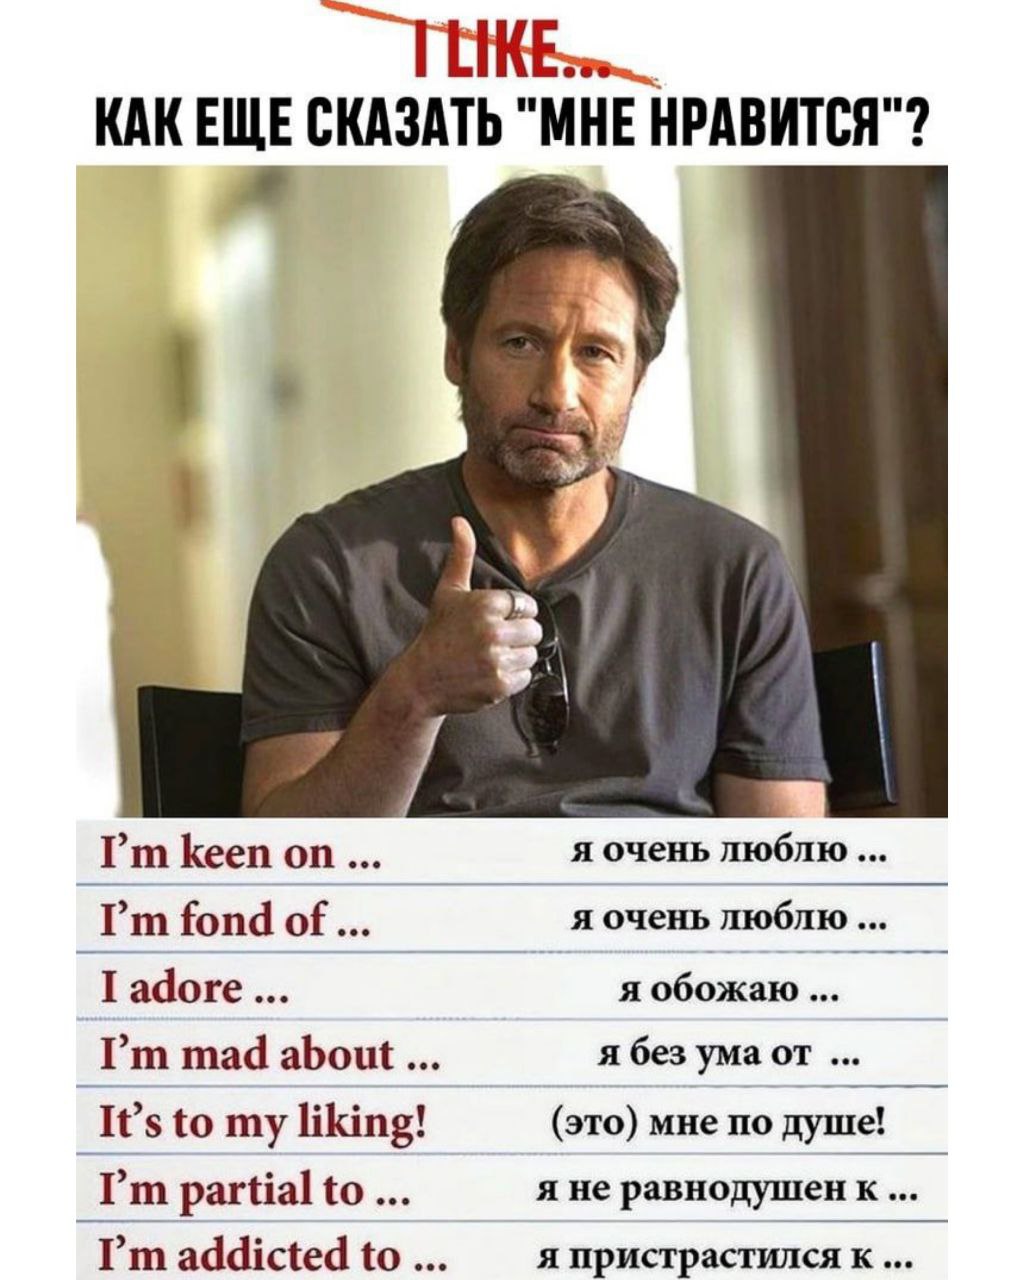 I LIKE...
КАК ЕЩЕ СКАЗАТЬ "МНЕ НРАВИТСЯ"?
I’m keen on ... я очень люблю ...
I’m fond of ... я очень люблю ...
I adore ... я обожаю ...
I’m mad about ... я без ума от ...
It’s to my liking! (это) мне по душе!
I’m partial to ... я не равнодушен к ...
I’m addicted to ... я пристрастился к ...